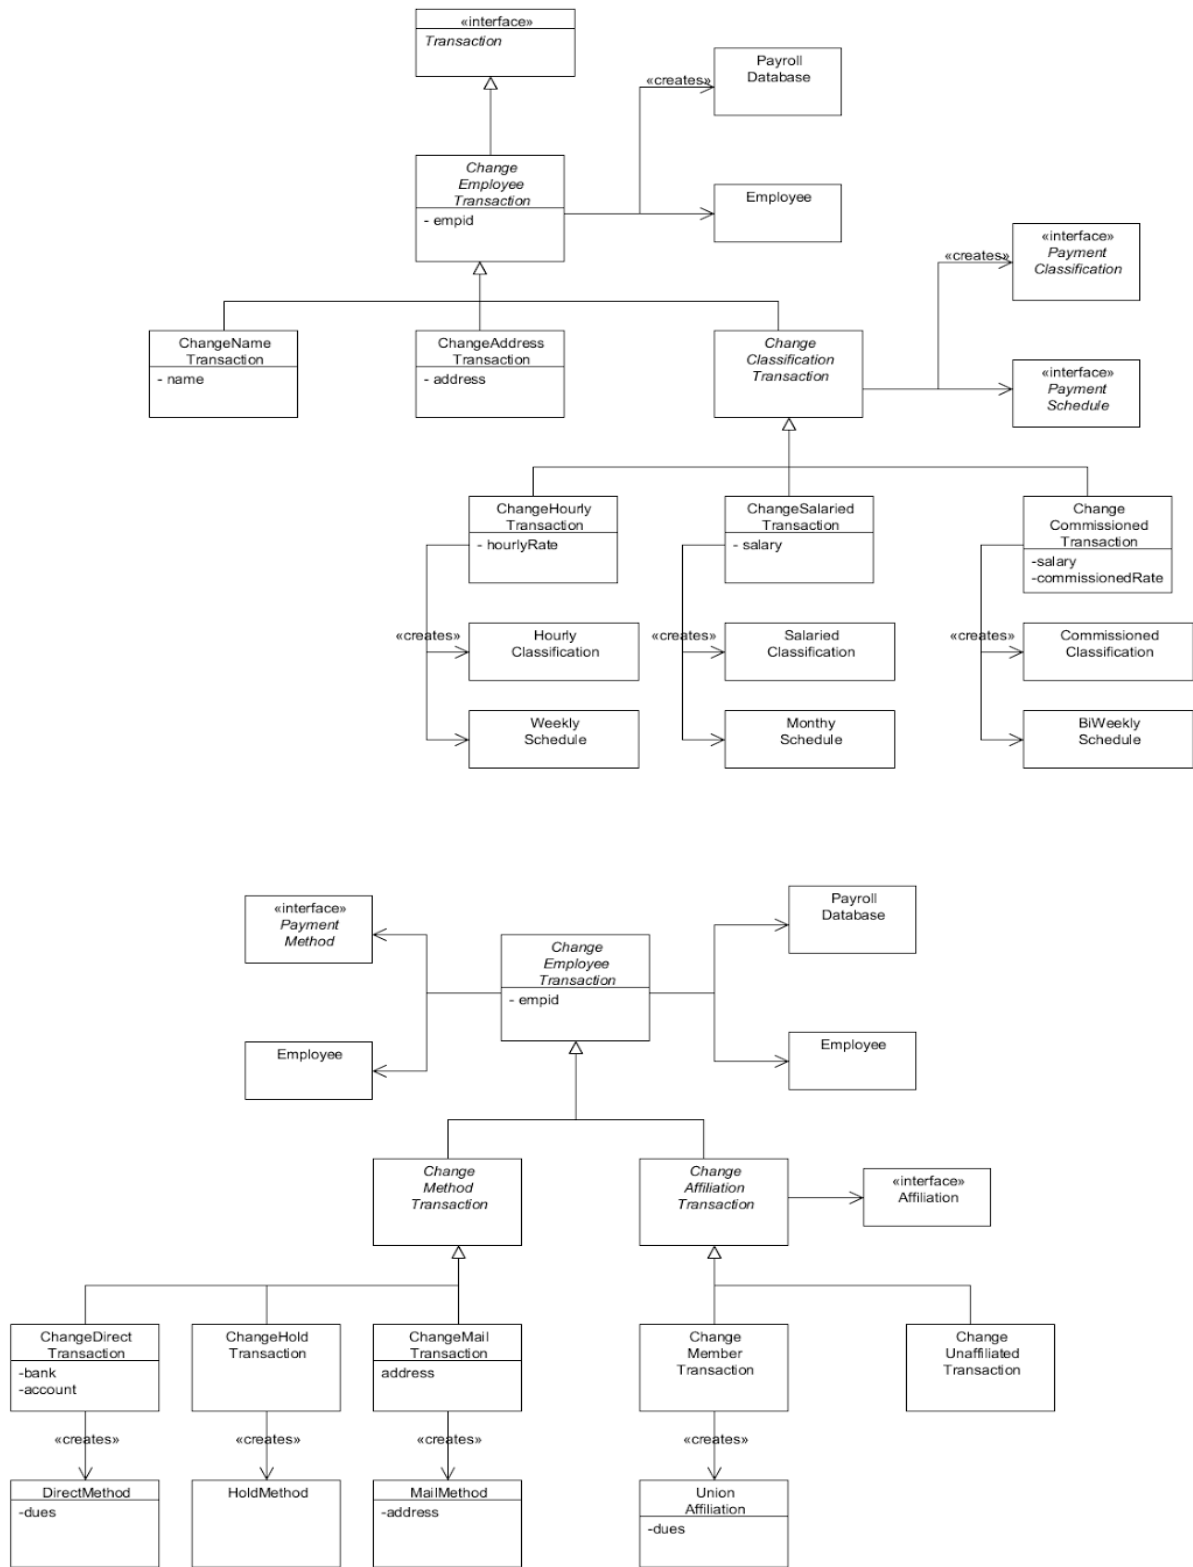 «interface»
Transaction
Payroll
Database
«creates»
Change
Employee
Transaction
- empid
Employee
«interface»
Payment
Classification
«creates»
ChangeName
Transaction
- name
ChangeAddress
Transaction
- address
Change
Classification
Transaction
«interface»
Payment
Schedule
ChangeHourly
Transaction
- hourlyRate
ChangeSalaried
Transaction
- salary
Change
Commissioned
Transaction
-salary
-commissionedRate
«creates»
Hourly
Classification
«creates»
Salaried
Classification
«creates»
Commissioned
Classification
Weekly
Schedule
Monthy
Schedule
BiWeekly
Schedule
«interface»
Payment
Method
Change
Employee
Transaction
- empid
Payroll
Database
Employee
Employee
Change
Method
Transaction
Change
Affiliation
Transaction
«interface»
Affiliation
ChangeDirect
Transaction
-bank
-account
ChangeHold
Transaction
ChangeMail
Transaction
address
Change
Member
Transaction
Change
Unaffiliated
Transaction
«creates»
«creates»
«creates»
«creates»
DirectMethod
-dues
HoldMethod
MailMethod
-address
Union
Affiliation
-dues